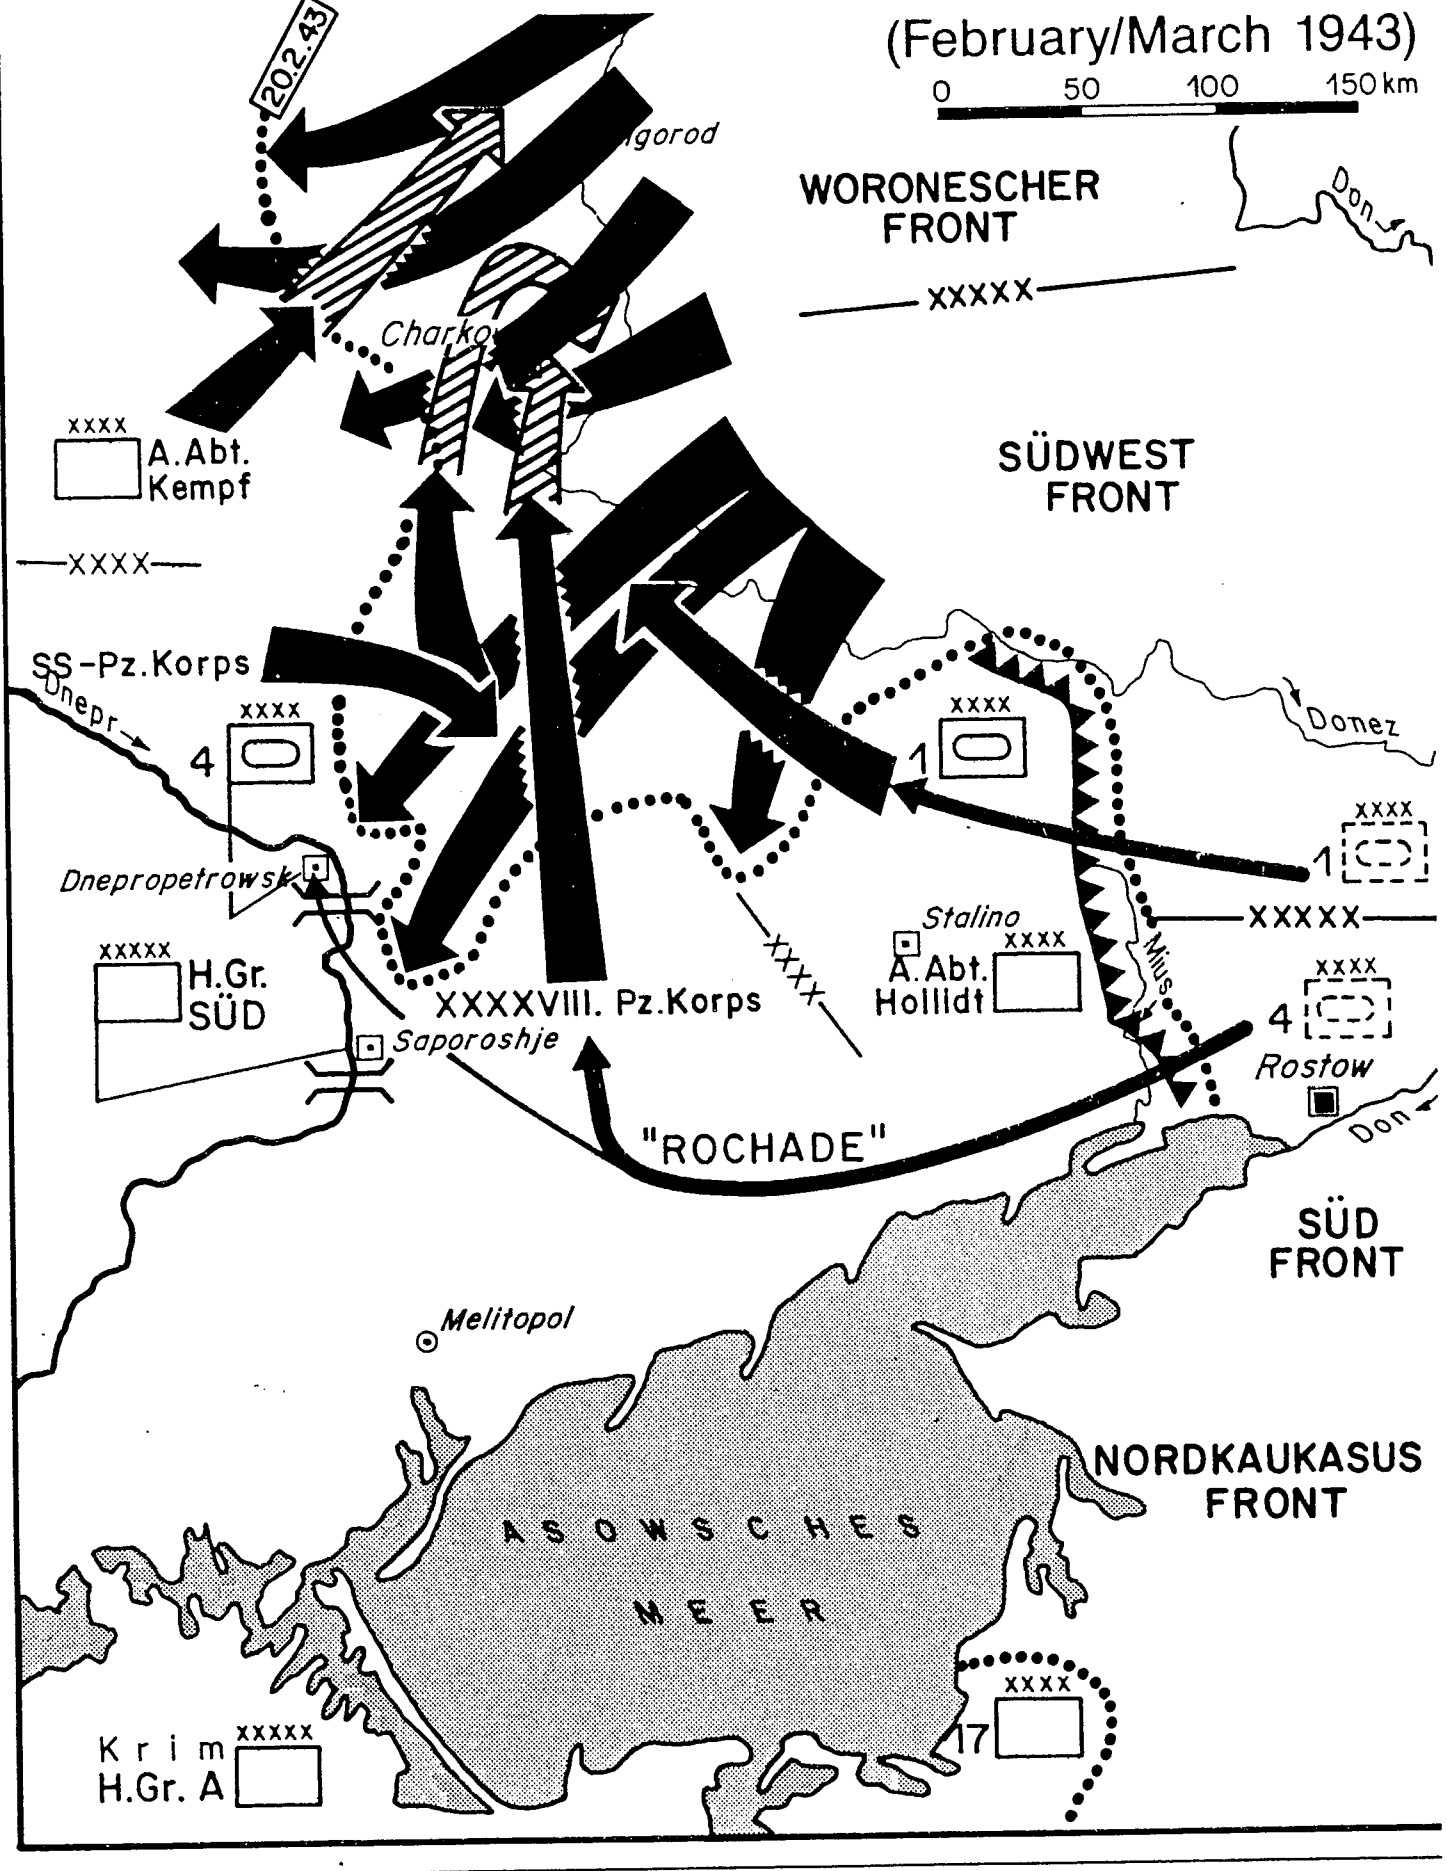 20.2.43
(February/March 1943)
0 50 100 150 km
gorod
WORONESCHER
FRONT
Don
XXXXX
Charko
XXXX
A.Abt.
Kempf
SÜDWEST
FRONT
XXXX
SS-Pz.Korps
Dnepr
XXXX
4
XXXX
1
Donez
XXXX
1
Dnepropetrowsk
XXXXX
Stalino
XXXXX
H.Gr.
SÜD
XXXX
XXXX
A.Abt.
Hollidt
Mius
XXXX
4
XXXXVIII. Pz.Korps
Saporoshje
Rostow
Don
"ROCHADE"
SÜD
FRONT
Melitopol
NORDKAUKASUS
FRONT
ASOWSCHES
MEER
XXXX
17
Krim
H.Gr. A
XXXXX